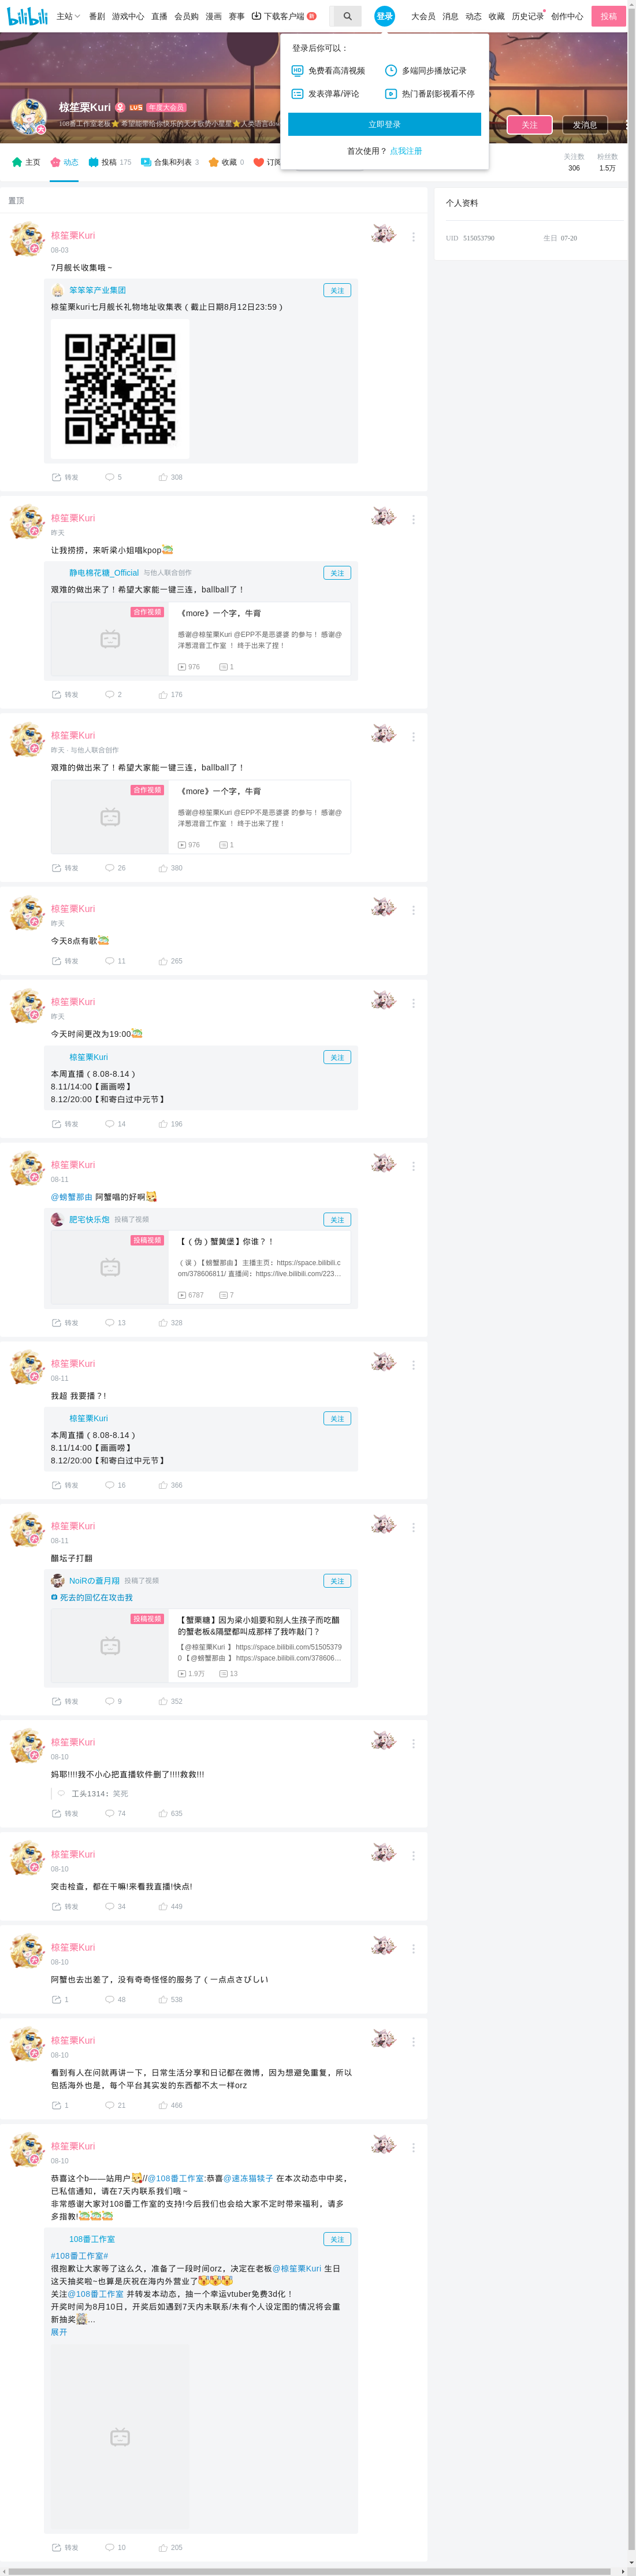 bilibili 主站 番剧 游戏中心 直播 会员购 漫画 赛事 下载客户端 登录 大会员 消息 动态 收藏 历史记录 创作中心 投稿
登录后你可以：
免费看高清视频 多端同步播放记录
发表弹幕/评论 热门番剧影视看不停
立即登录
首次使用？ 点我注册
椋笙栗Kuri LV5 年度大会员
108番工作室老板⭐ 希望能带给你快乐的天才歌势小星星⭐人类语言di
关注 发消息
主页 动态 投稿 175 合集和列表 3 收藏 0 订阅
关注数 粉丝数
306 1.5万
置顶
个人资料
UID 515053790 生日 07-20
椋笙栗Kuri
08-03
7月舰长收集哦～
笨笨笨产业集团 关注
椋笙栗kuri七月舰长礼物地址收集表（截止日期8月12日23:59）
转发 5 308
椋笙栗Kuri
昨天
让我捞捞，来听梁小姐唱kpop
静电棉花糖_Official 与他人联合创作 关注
艰难的做出来了！希望大家能一键三连，ballball了！
合作视频
《more》一个字，牛背
感谢@椋笙栗Kuri @EPP不是恶婆婆 的参与！ 感谢@
洋葱混音工作室 ！ 终于出来了捏！
976 1
转发 2 176
椋笙栗Kuri
昨天 · 与他人联合创作
艰难的做出来了！希望大家能一键三连，ballball了！
合作视频
《more》一个字，牛背
感谢@椋笙栗Kuri @EPP不是恶婆婆 的参与！ 感谢@
洋葱混音工作室 ！ 终于出来了捏！
976 1
转发 26 380
椋笙栗Kuri
昨天
今天8点有歌
转发 11 265
椋笙栗Kuri
昨天
今天时间更改为19:00
椋笙栗Kuri 关注
本周直播（8.08-8.14）
8.11/14:00【画画唠】
8.12/20:00【和寄白过中元节】
转发 14 196
椋笙栗Kuri
08-11
@螃蟹那由 阿蟹唱的好啊
肥宅快乐炮 投稿了视频 关注
投稿视频
【（伪）蟹黄堡】你谁？！
（误）【螃蟹那由】 主播主页：https://space.bilibili.c
om/378606811/ 直播间：https://live.bilibili.com/223...
6787 7
转发 13 328
椋笙栗Kuri
08-11
我超 我要播？!
椋笙栗Kuri 关注
本周直播（8.08-8.14）
8.11/14:00【画画唠】
8.12/20:00【和寄白过中元节】
转发 16 366
椋笙栗Kuri
08-11
醋坛子打翻
NoiRの蔷月翔 投稿了视频 关注
死去的回忆在攻击我
投稿视频
【蟹栗糖】因为梁小姐要和别人生孩子而吃醋
的蟹老板&隔壁都叫成那样了我咋敲门？
【@椋笙栗Kuri 】 https://space.bilibili.com/51505379
0 【@螃蟹那由 】 https://space.bilibili.com/378606...
1.9万 13
转发 9 352
椋笙栗Kuri
08-10
妈耶!!!!我不小心把直播软件删了!!!!救救!!!
工头1314： 笑死
转发 74 635
椋笙栗Kuri
08-10
突击检查，都在干嘛!来看我直播!快点!
转发 34 449
椋笙栗Kuri
08-10
阿蟹也去出差了，没有奇奇怪怪的服务了（一点点さびしい
1 48 538
椋笙栗Kuri
08-10
看到有人在问就再讲一下，日常生活分享和日记都在微博，因为想避免重复，所以
包括海外也是，每个平台其实发的东西都不太一样orz
1 21 466
椋笙栗Kuri
08-10
恭喜这个b——站用户//@108番工作室:恭喜@速冻猫犊子 在本次动态中中奖，
已私信通知，请在7天内联系我们哦～
非常感谢大家对108番工作室的支持!今后我们也会给大家不定时带来福利，请多
多指教!
108番工作室 关注
#108番工作室#
很抱歉让大家等了这么久，准备了一段时间orz，决定在老板@椋笙栗Kuri 生日
这天抽奖啦~也算是庆祝在海内外营业了
关注@108番工作室 并转发本动态，抽一个幸运vtuber免费3d化！
开奖时间为8月10日，开奖后如遇到7天内未联系/未有个人设定图的情况将会重
新抽奖...
展开
转发 10 205